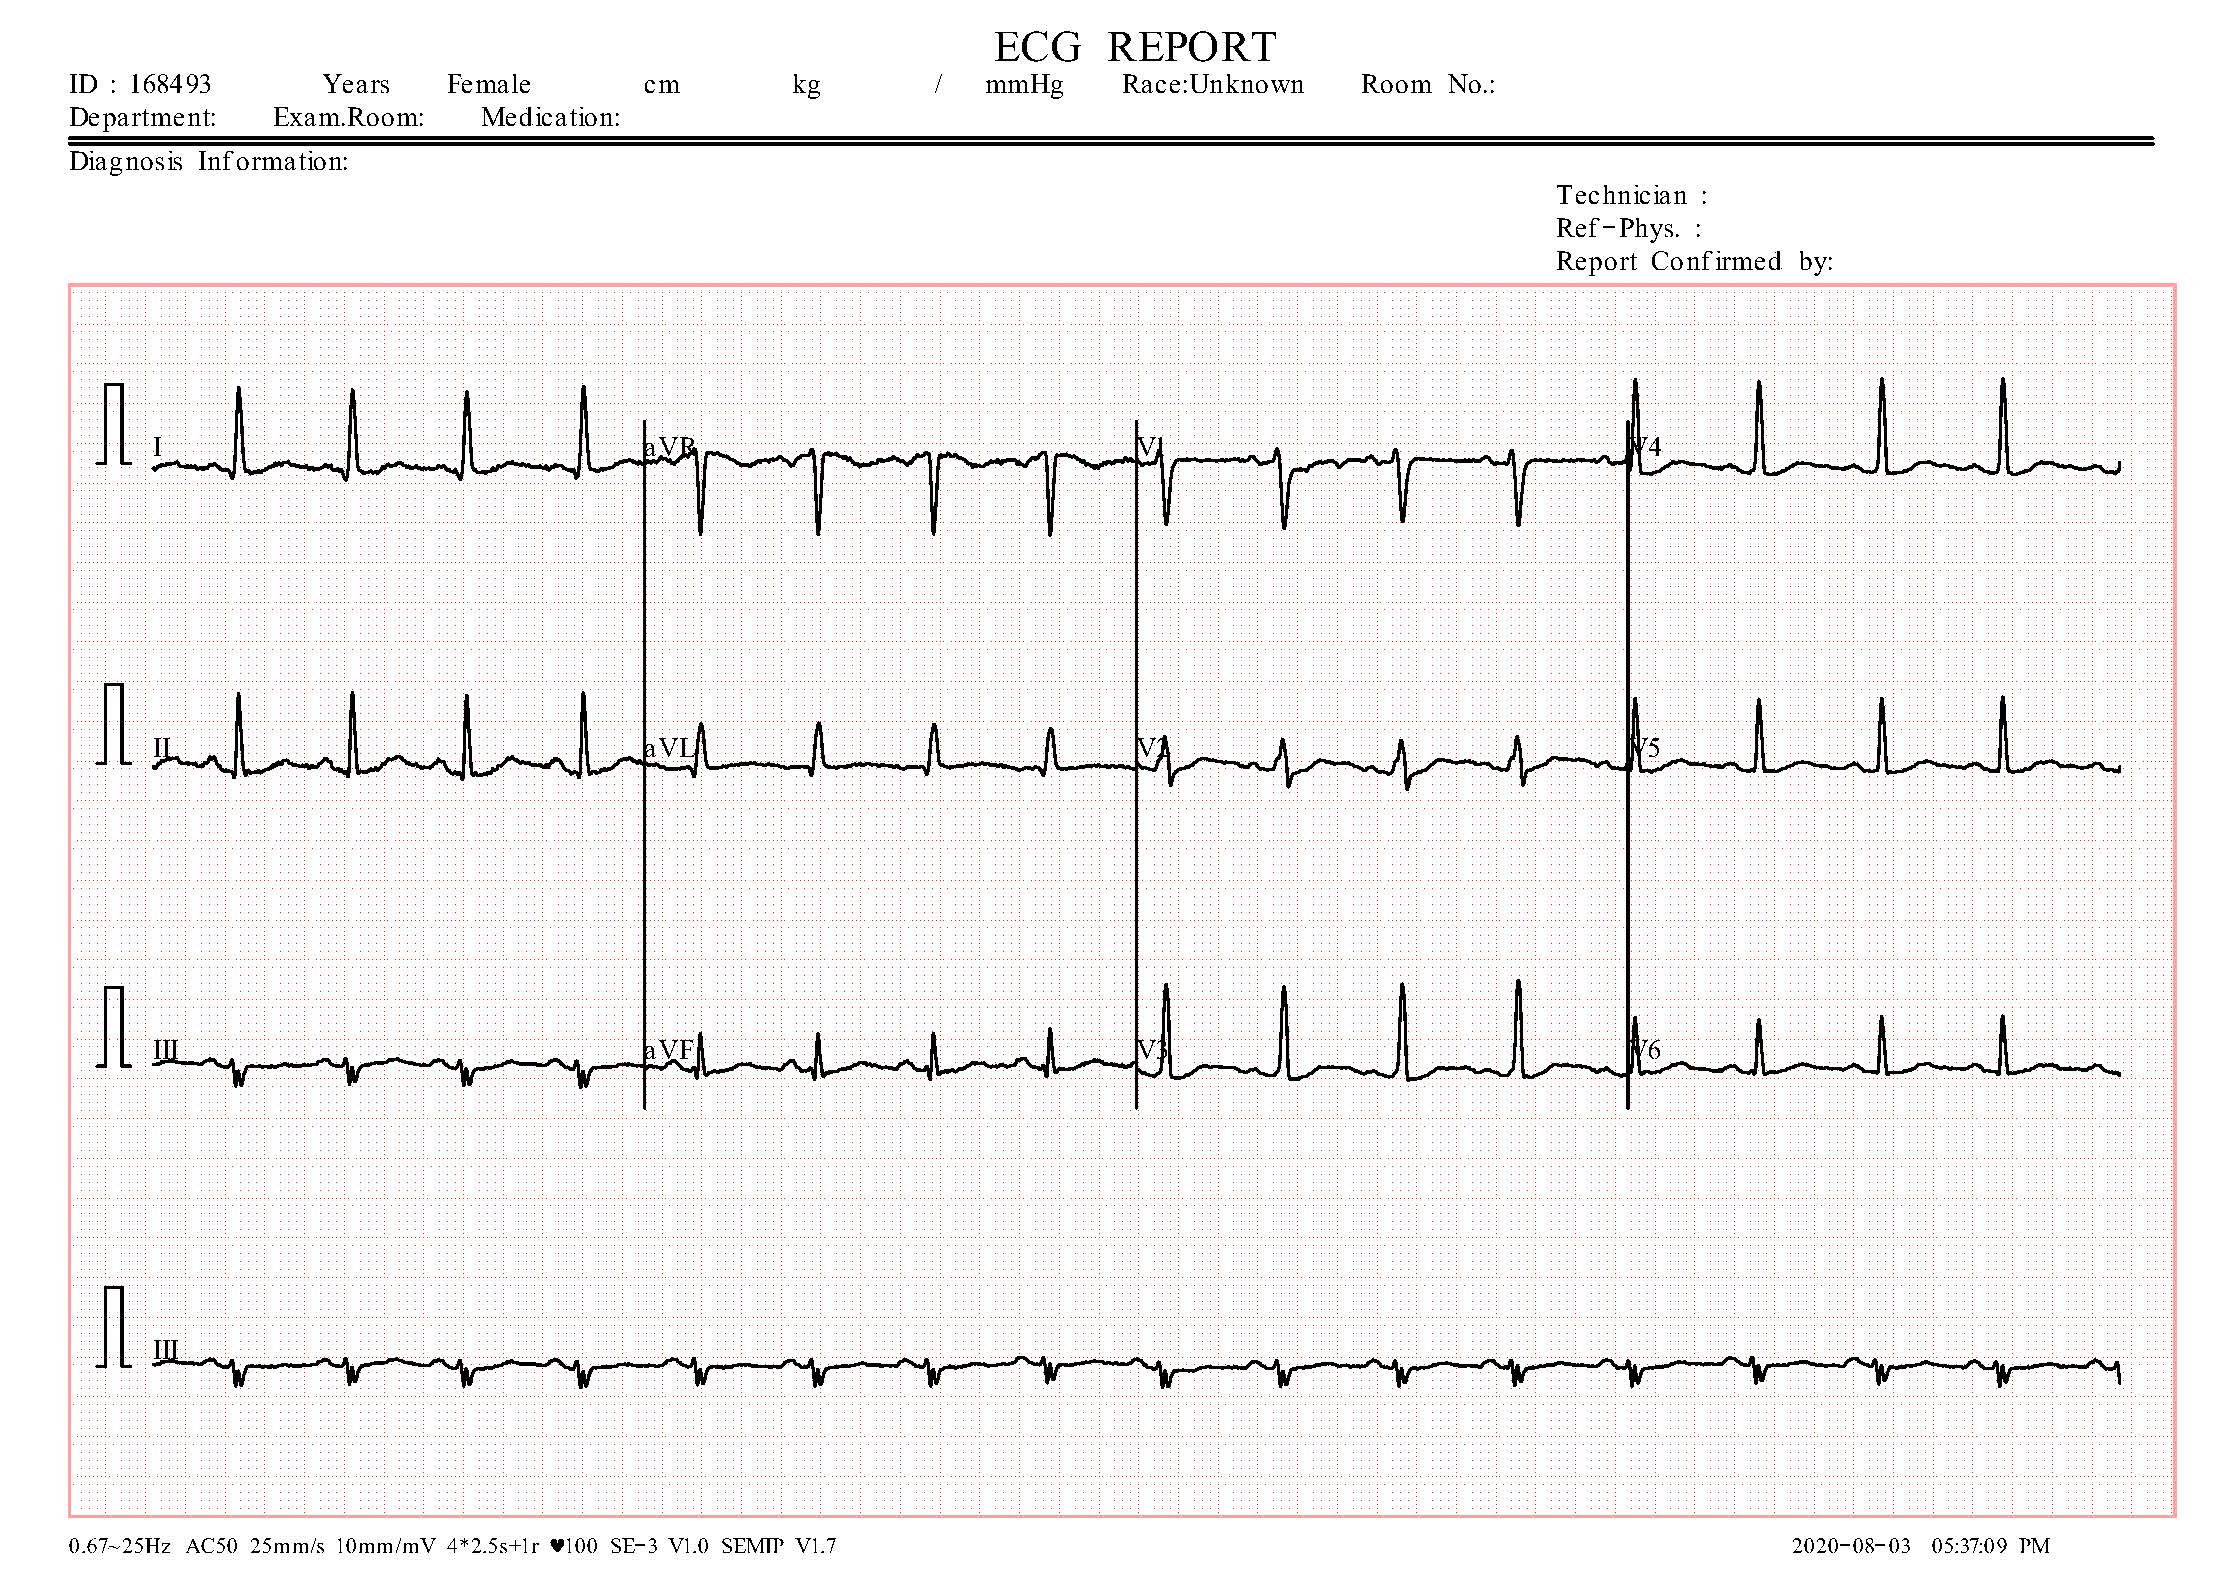 ECG REPORT
ID : 168493 Years Female cm kg / mmHg Race:Unknown Room No.:
Department: Exam.Room: Medication:
Diagnosis Information:
Technician :
Ref-Phys. :
Report Confirmed by:
I aVR V1 V4
II aVL V2 V5
III aVF V3 V6
III
0.67~25Hz AC50 25mm/s 10mm/mV 4*2.5s+1r ♥100 SE-3 V1.0 SEMIP V1.7 2020-08-03 05:37:09 PM